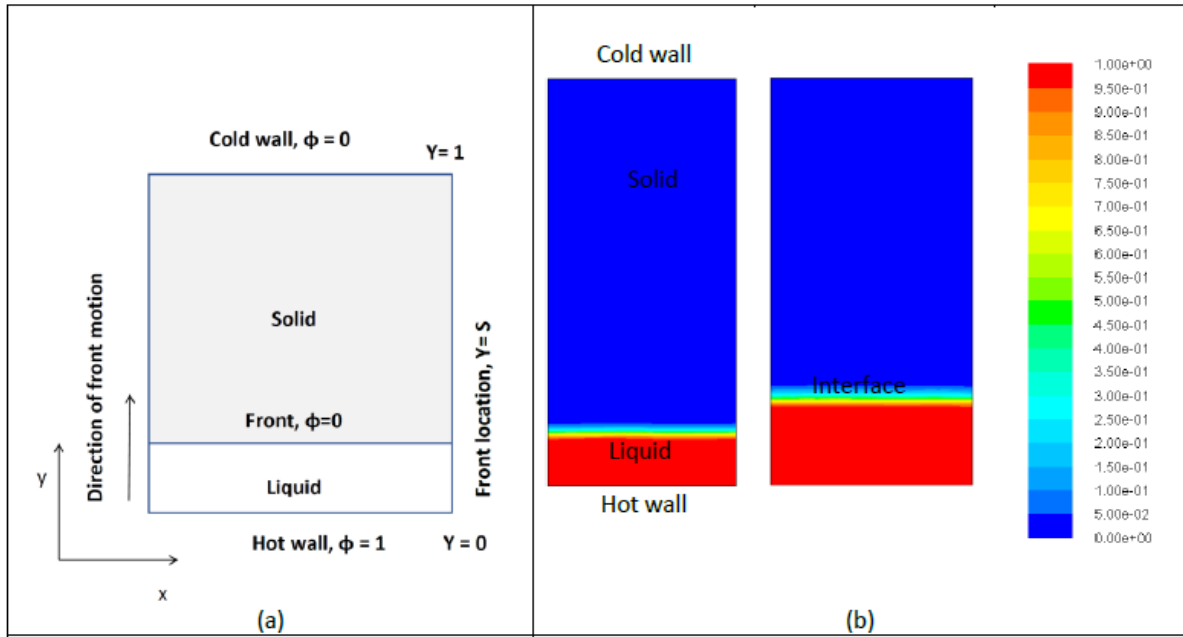 Cold wall, ϕ = 0
Y= 1
Direction of front motion
Solid
Front, ϕ=0
Front location, Y= S
y
Liquid
Hot wall, ϕ = 1
Y = 0
x
(a)
Cold wall
Solid
Interface
Liquid
Hot wall
1.00e+00
9.50e-01
9.00e-01
8.50e-01
8.00e-01
7.50e-01
7.00e-01
6.50e-01
6.00e-01
5.50e-01
5.00e-01
4.50e-01
4.00e-01
3.50e-01
3.00e-01
2.50e-01
2.00e-01
1.50e-01
1.00e-01
5.00e-02
0.00e+00
(b)